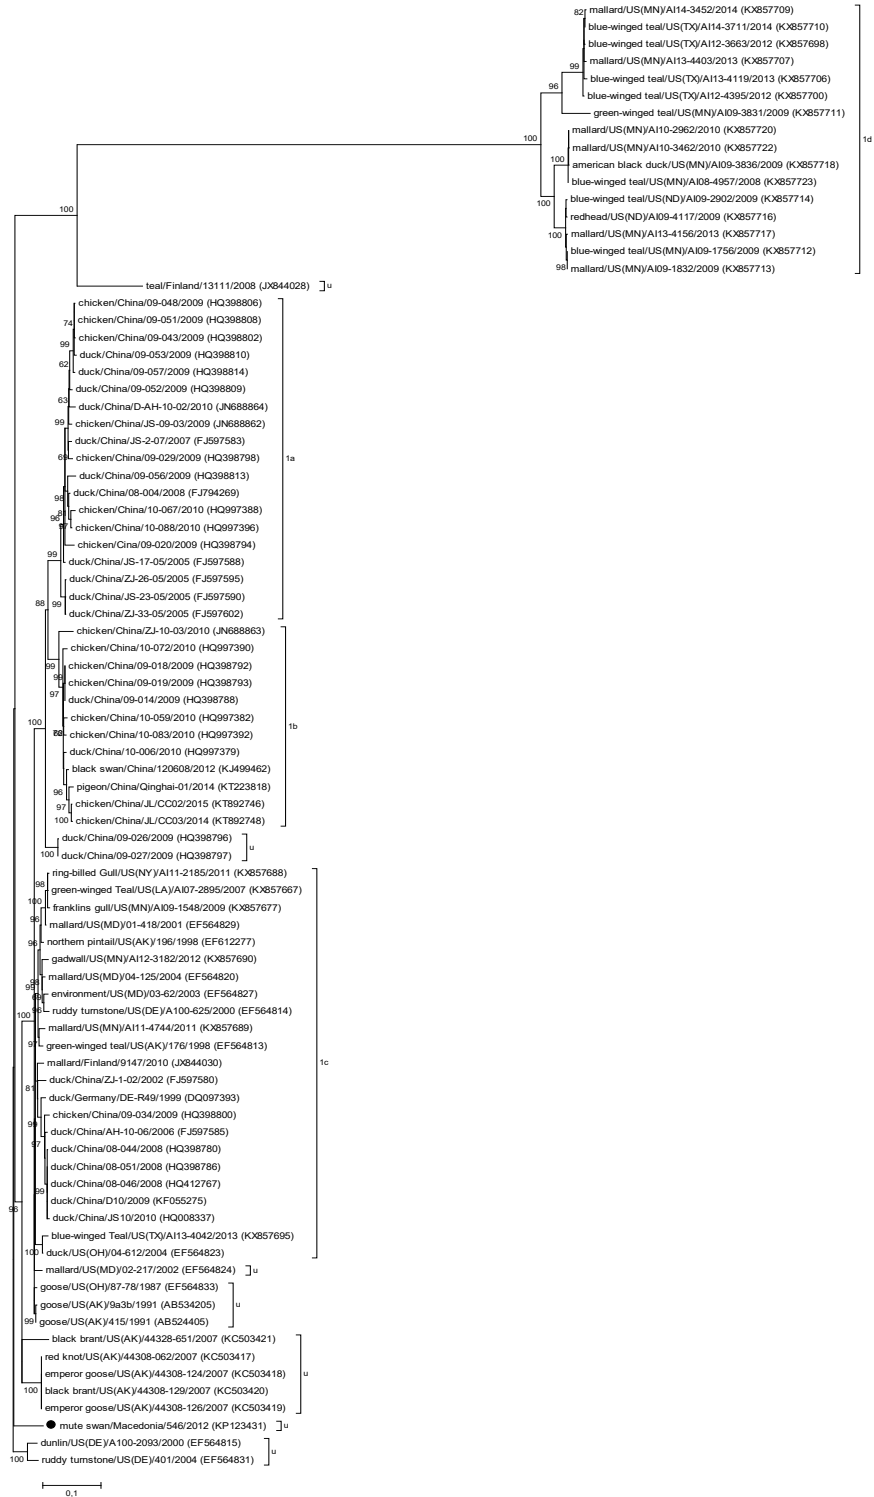 82
mallard/US(MN)/AI14-3452/2014 (KX857709)
blue-winged teal/US(TX)/AI14-3711/2014 (KX857710)
blue-winged teal/US(TX)/AI12-3663/2012 (KX857698)
mallard/US(MN)/AI13-4403/2013 (KX857707)
99
blue-winged teal/US(TX)/AI13-4119/2013 (KX857706)
96
blue-winged teal/US(TX)/AI12-4395/2012 (KX857700)
green-winged teal/US(MN)/AI09-3831/2009 (KX857711)
mallard/US(MN)/AI10-2962/2010 (KX857720)
100
1d
mallard/US(MN)/AI10-3462/2010 (KX857722)
100
american black duck/US(MN)/AI09-3836/2009 (KX857718)
blue-winged teal/US(MN)/AI08-4957/2008 (KX857723)
100
blue-winged teal/US(ND)/AI09-2902/2009 (KX857714)
100
redhead/US(ND)/AI09-4117/2009 (KX857716)
100
mallard/US(MN)/AI13-4156/2013 (KX857717)
blue-winged teal/US(MN)/AI09-1756/2009 (KX857712)
98
mallard/US(MN)/AI09-1832/2009 (KX857713)
teal/Finland/13111/2008 (JX844028)
u
chicken/China/09-048/2009 (HQ398806)
74
chicken/China/09-051/2009 (HQ398808)
99
chicken/China/09-043/2009 (HQ398802)
duck/China/09-053/2009 (HQ398810)
62
duck/China/09-057/2009 (HQ398814)
duck/China/09-052/2009 (HQ398809)
63
duck/China/D-AH-10-02/2010 (JN688864)
99
chicken/China/JS-09-03/2009 (JN688862)
duck/China/JS-2-07/2007 (FJ597583)
69
chicken/China/09-029/2009 (HQ398798)
1a
duck/China/09-056/2009 (HQ398813)
98
duck/China/08-004/2008 (FJ794269)
chicken/China/10-067/2010 (HQ997388)
96
97
chicken/China/10-088/2010 (HQ997396)
chicken/Cina/09-020/2009 (HQ398794)
99
duck/China/JS-17-05/2005 (FJ597588)
duck/China/ZJ-26-05/2005 (FJ597595)
88
99
duck/China/JS-23-05/2005 (FJ597590)
duck/China/ZJ-33-05/2005 (FJ597602)
chicken/China/ZJ-10-03/2010 (JN688863)
chicken/China/10-072/2010 (HQ997390)
99
chicken/China/09-018/2009 (HQ398792)
99
chicken/China/09-019/2009 (HQ398793)
97
duck/China/09-014/2009 (HQ398788)
100
chicken/China/10-059/2010 (HQ997382)
1b
chicken/China/10-083/2010 (HQ997392)
duck/China/10-006/2010 (HQ997379)
black swan/China/120608/2012 (KJ499462)
96
pigeon/China/Qinghai-01/2014 (KT223818)
97
chicken/China/JL/CC02/2015 (KT892746)
100
chicken/China/JL/CC03/2014 (KT892748)
duck/China/09-026/2009 (HQ398796)
u
100
duck/China/09-027/2009 (HQ398797)
ring-billed Gull/US(NY)/AI11-2185/2011 (KX857688)
98
green-winged Teal/US(LA)/AI07-2895/2007 (KX857667)
100
franklins gull/US(MN)/AI09-1548/2009 (KX857677)
96
mallard/US(MD)/01-418/2001 (EF564829)
96
northern pintail/US(AK)/196/1998 (EF612277)
gadwall/US(MN)/AI12-3182/2012 (KX857690)
98
mallard/US(MD)/04-125/2004 (EF564820)
99
69
environment/US(MD)/03-62/2003 (EF564827)
96
ruddy turnstone/US(DE)/A100-625/2000 (EF564814)
100
mallard/US(MN)/AI11-4744/2011 (KX857689)
97
green-winged teal/US(AK)/176/1998 (EF564813)
1c
mallard/Finland/9147/2010 (JX844030)
81
duck/China/ZJ-1-02/2002 (FJ597580)
duck/Germany/DE-R49/1999 (DQ097393)
chicken/China/09-034/2009 (HQ398800)
99
duck/China/AH-10-06/2006 (FJ597585)
97
duck/China/08-044/2008 (HQ398780)
duck/China/08-051/2008 (HQ398786)
duck/China/08-046/2008 (HQ412767)
99
duck/China/D10/2009 (KF055275)
96
duck/China/JS10/2010 (HQ008337)
blue-winged Teal/US(TX)/AI13-4042/2013 (KX857695)
100
duck/US(OH)/04-612/2004 (EF564823)
mallard/US(MD)/02-217/2002 (EF564824)
u
goose/US(OH)/87-78/1987 (EF564833)
goose/US(AK)/9a3b/1991 (AB534205)
u
99
goose/US(AK)/415/1991 (AB524405)
black brant/US(AK)/44328-651/2007 (KC503421)
red knot/US(AK)/44308-062/2007 (KC503417)
emperor goose/US(AK)/44308-124/2007 (KC503418)
u
100
black brant/US(AK)/44308-129/2007 (KC503420)
emperor goose/US(AK)/44308-126/2007 (KC503419)
mute swan/Macedonia/546/2012 (KP123431)
u
dunlin/US(DE)/A100-2093/2000 (EF564815)
u
100
ruddy turnstone/US(DE)/401/2004 (EF564831)
0,1